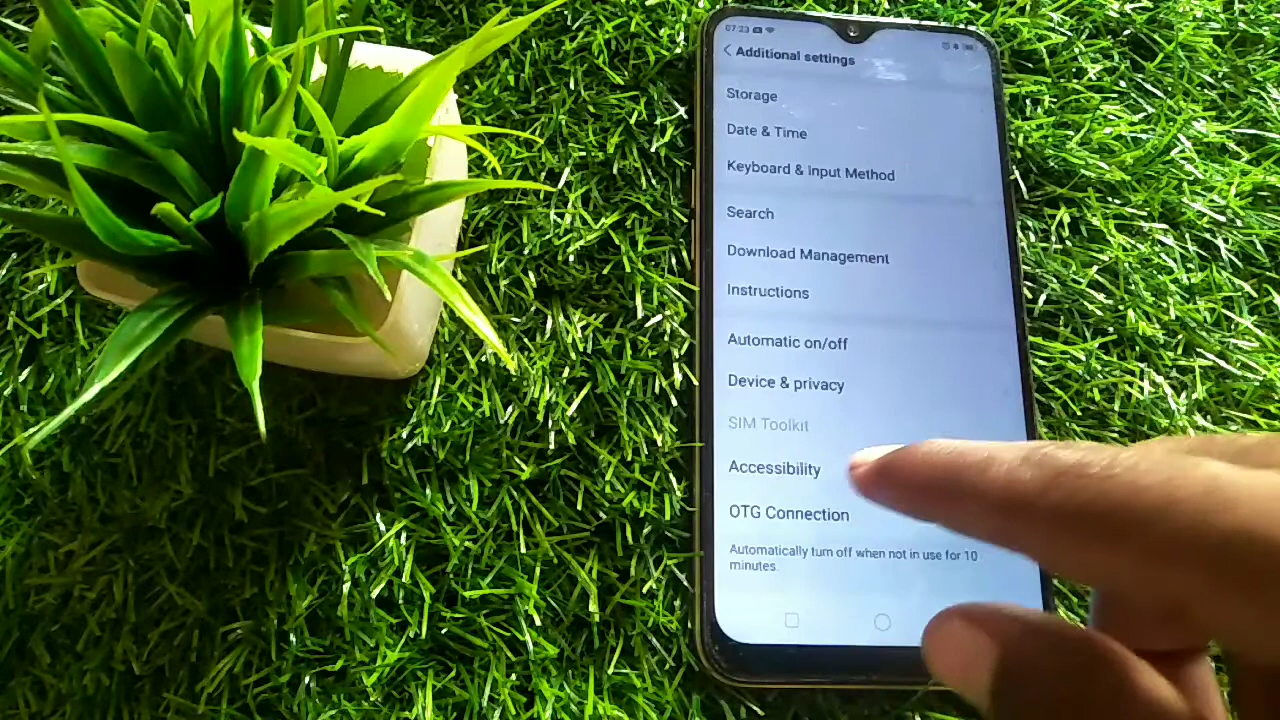 07:23
Additional settings
Storage
Date & Time
Keyboard & Input Method
Search
Download Management
Instructions
Automatic on/off
Device & privacy
SIM Toolkit
Accessibility
OTG Connection
Automatically turn off when not in use for 10
minutes.